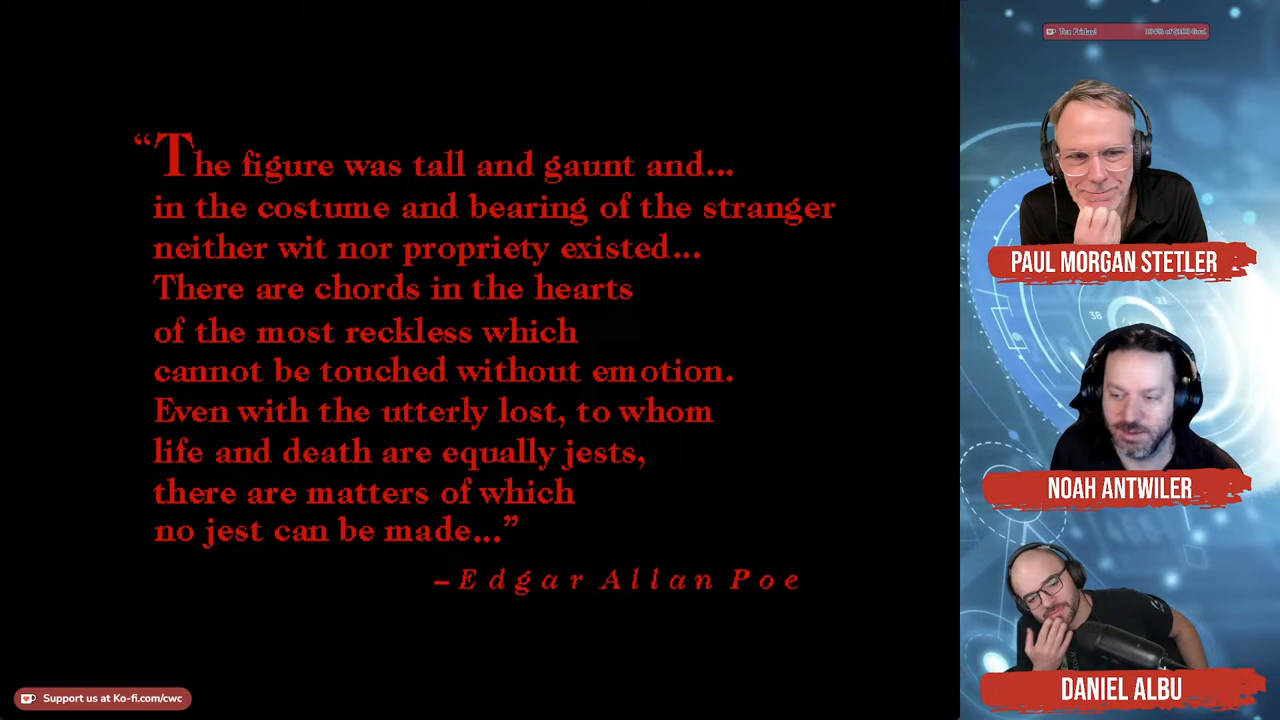 “The figure was tall and gaunt and...
in the costume and bearing of the stranger
neither wit nor propriety existed...
There are chords in the hearts
of the most reckless which
cannot be touched without emotion.
Even with the utterly lost, to whom
life and death are equally jests,
there are matters of which
no jest can be made...”
– Edgar Allan Poe
Support us at Ko-fi.com/cwc
Tex Friday!
PAUL MORGAN STETLER
38
23
NOAH ANTWILER
DANIEL ALBU